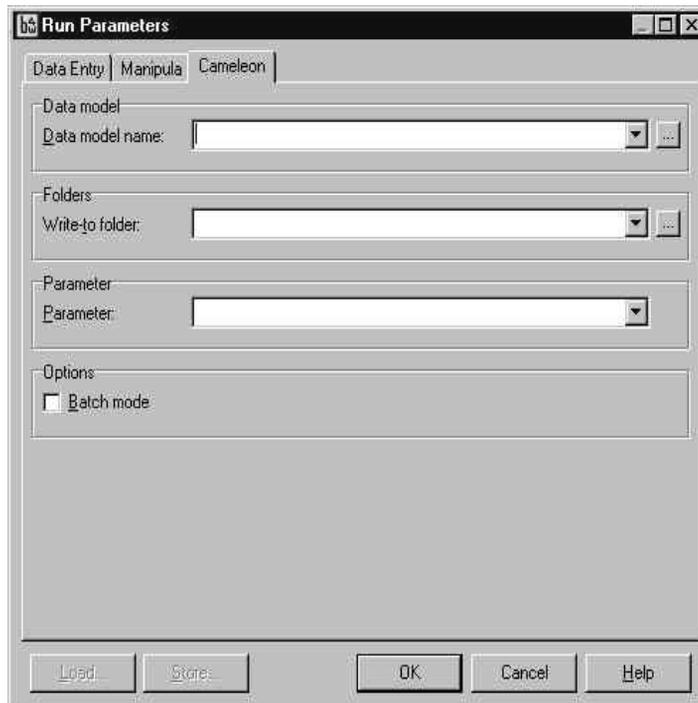 Run Parameters
Data Entry Manipula Cameleon
Data model
Data model name:
...
Folders
Write-to folder:
...
Parameter
Parameter:
Options
Batch mode
Load... Store... OK Cancel Help